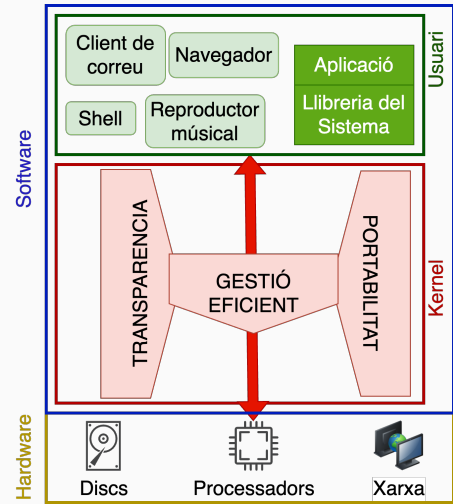 Client de
correu
Navegador
Shell
Reproductor
músical
Aplicació
Llibreria del
Sistema
Usuari
Software
TRANSPARENCIA
GESTIÓ
EFICIENT
PORTABILITAT
Kernel
Hardware
Discs
Processadors
Xarxa